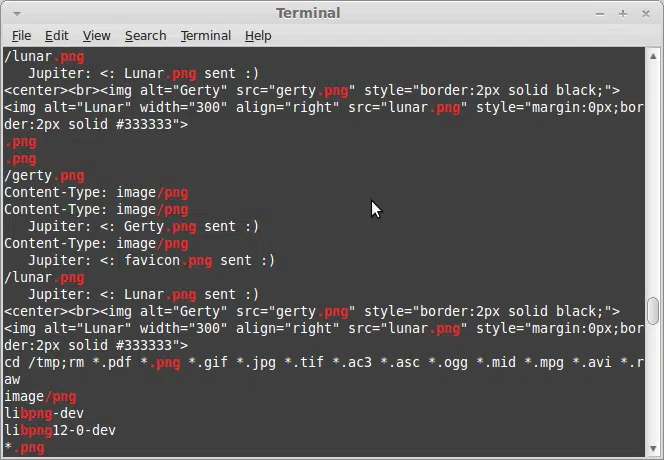 Terminal
File Edit View Search Terminal Help
/lunar.png
   Jupiter: <: Lunar.png sent :)
<center><br><img alt="Gerty" src="gerty.png" style="border:2px solid black;">
<img alt="Lunar" width="300" align="right" src="lunar.png" style="margin:0px;bor
der:2px solid #333333">
.png
.png
/gerty.png
Content-Type: image/png
Content-Type: image/png
   Jupiter: <: Gerty.png sent :)
Content-Type: image/png
   Jupiter: <: favicon.png sent :)
/lunar.png
   Jupiter: <: Lunar.png sent :)
<center><br><img alt="Gerty" src="gerty.png" style="border:2px solid black;">
<img alt="Lunar" width="300" align="right" src="lunar.png" style="margin:0px;bor
der:2px solid #333333">
cd /tmp;rm *.pdf *.png *.gif *.jpg *.tif *.ac3 *.asc *.ogg *.mid *.mpg *.avi *.r
aw
image/png
libpng-dev
libpng12-0-dev
*.png